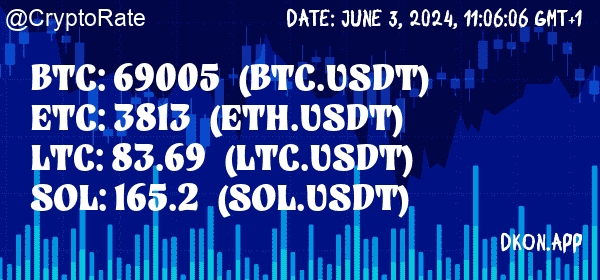 @CryptoRate
DATE: JUNE 3, 2024, 11:06:06 GMT+1
BTC: 69005 (BTC.USDT)
ETC: 3813 (ETH.USDT)
LTC: 83.69 (LTC.USDT)
SOL: 165.2 (SOL.USDT)
DKON.APP